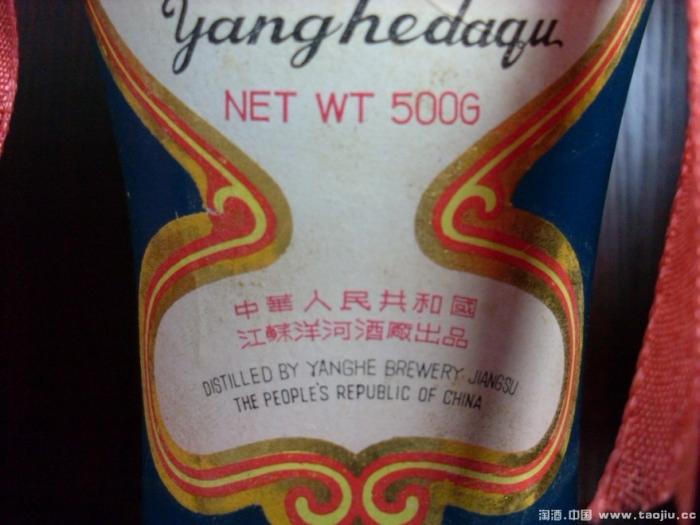 Yanghedaqu
NET WT 500G
中華人民共和國
江蘇洋河酒廠出品
DISTILLED BY YANGHE BREWERY JIANGSU
THE PEOPLE'S REPUBLIC OF CHINA
淘酒.中国 www.taojiu.cc